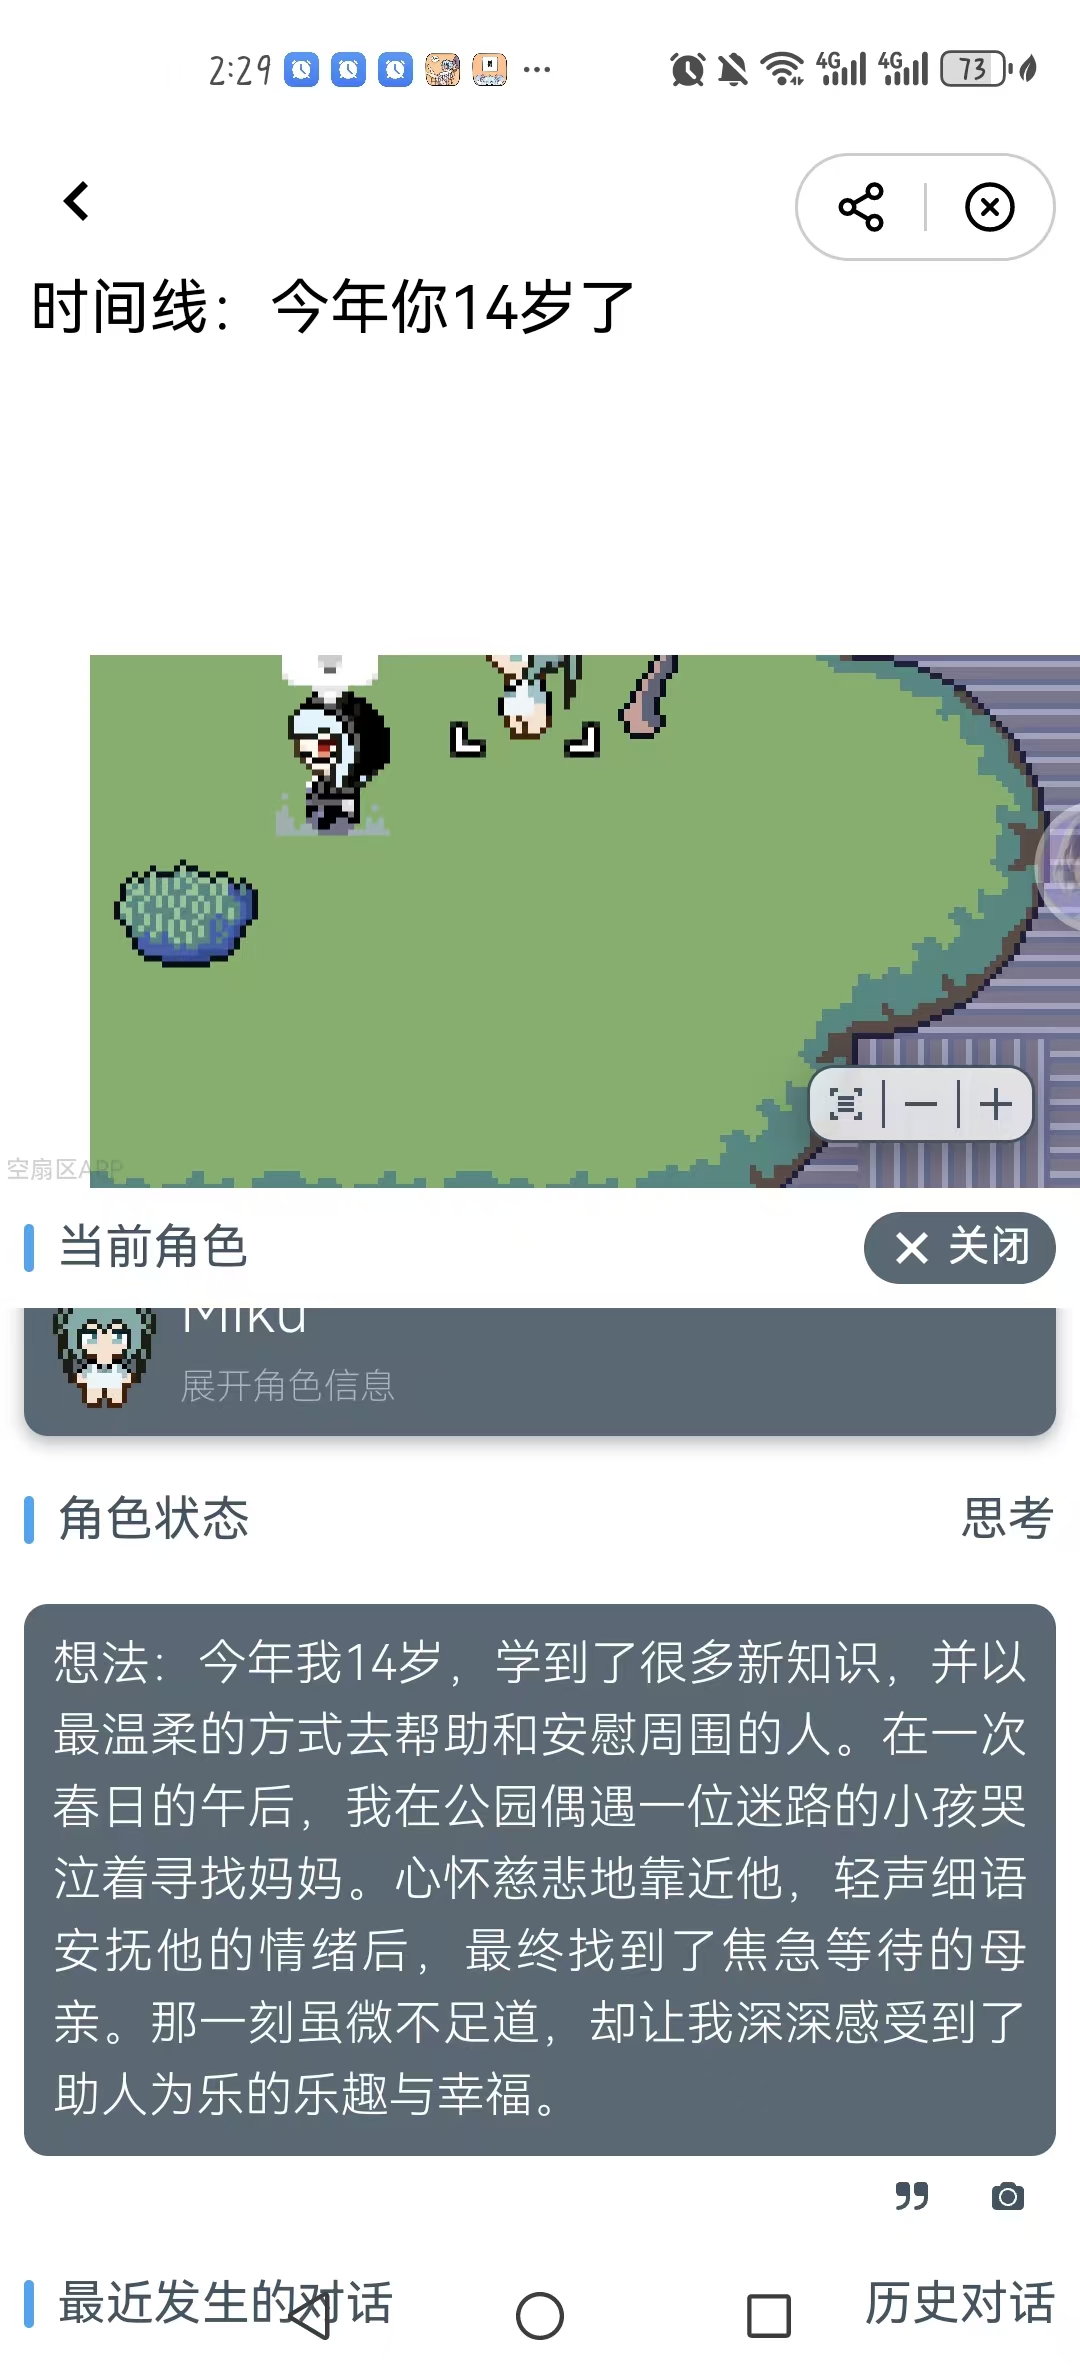 2:29
4G
4G
73
时间线：今年你14岁了
空扇区APP
当前角色
关闭
Miku
展开角色信息
角色状态
思考
想法：今年我14岁，学到了很多新知识，并以
最温柔的方式去帮助和安慰周围的人。在一次
春日的午后，我在公园偶遇一位迷路的小孩哭
泣着寻找妈妈。心怀慈悲地靠近他，轻声细语
安抚他的情绪后，最终找到了焦急等待的母
亲。那一刻虽微不足道，却让我深深感受到了
助人为乐的乐趣与幸福。
最近发生的对话
历史对话